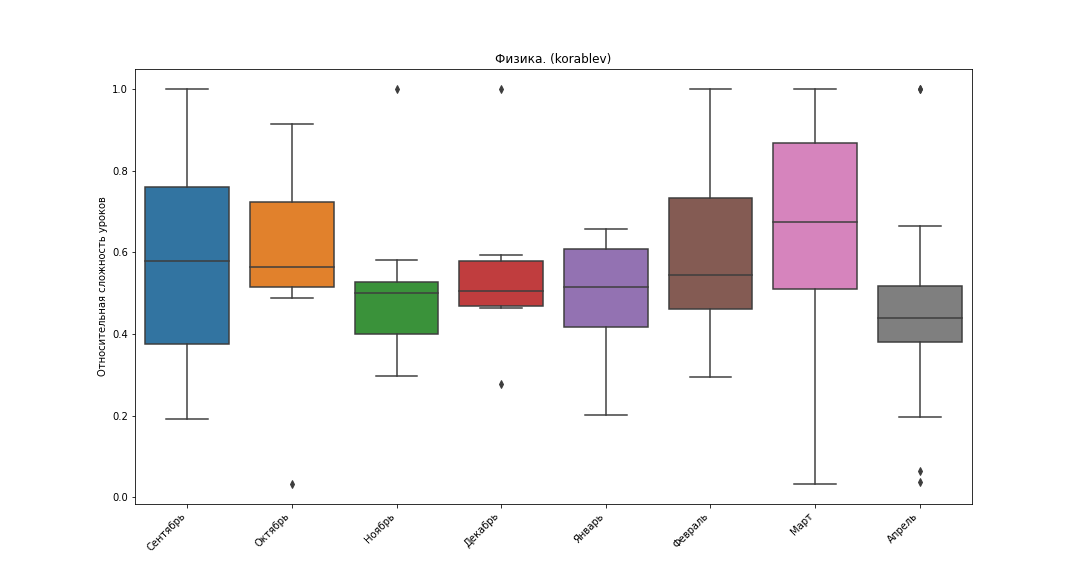 Физика. (korablev)
Относительная сложность уроков
1.0
0.8
0.6
0.4
0.2
0.0
Сентябрь
Октябрь
Ноябрь
Декабрь
Январь
Февраль
Март
Апрель